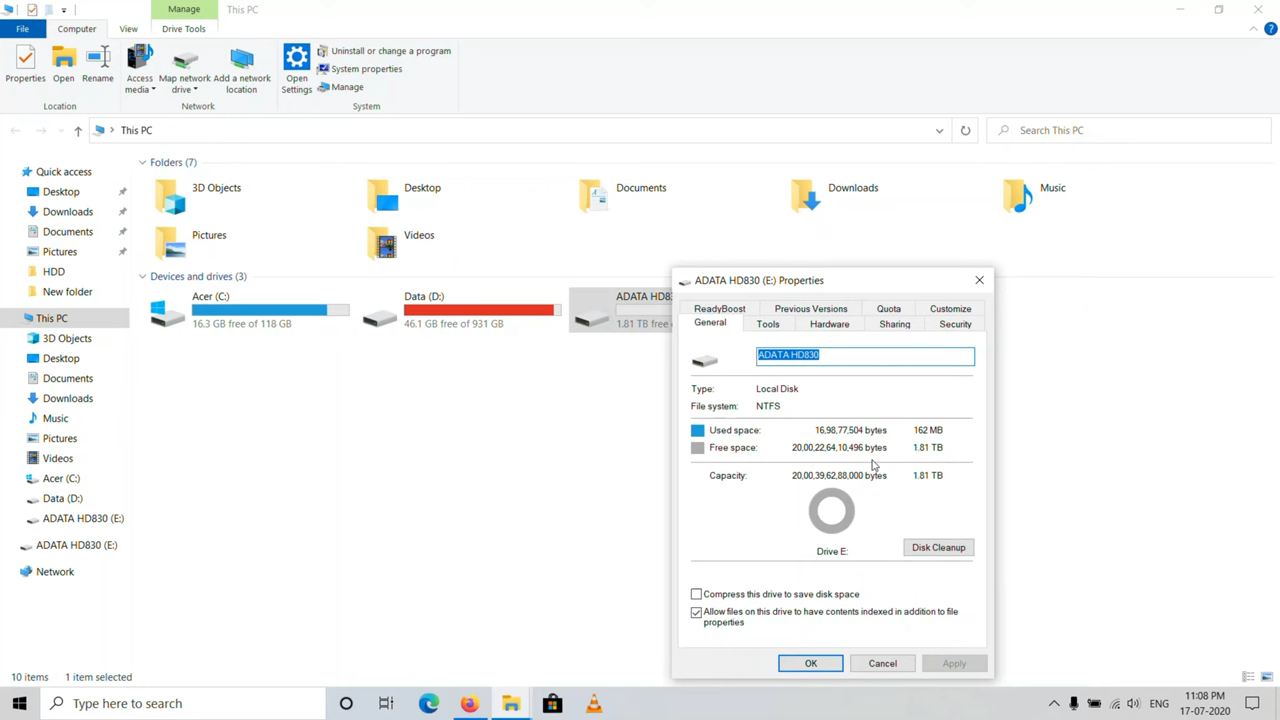 Manage
This PC
File
Computer
View
Drive Tools
Properties
Open
Rename
Access media
Map network drive
Add a network location
Open Settings
Uninstall or change a program
System properties
Manage
Location
Network
System
This PC
Search This PC
Quick access
Desktop
Downloads
Documents
Pictures
HDD
New folder
This PC
3D Objects
Desktop
Documents
Downloads
Music
Pictures
Videos
Acer (C:)
Data (D:)
ADATA HD830 (E:)
ADATA HD830 (E:)
Network
Folders (7)
3D Objects
Desktop
Documents
Downloads
Music
Pictures
Videos
Devices and drives (3)
Acer (C:)
16.3 GB free of 118 GB
Data (D:)
46.1 GB free of 931 GB
ADATA HD8
1.81 TB free
ADATA HD830 (E:) Properties
ReadyBoost
Previous Versions
Quota
Customize
General
Tools
Hardware
Sharing
Security
ADATA HD830
Type: Local Disk
File system: NTFS
Used space: 16,98,77,504 bytes 162 MB
Free space: 20,00,22,64,10,496 bytes 1.81 TB
Capacity: 20,00,39,62,88,000 bytes 1.81 TB
Drive E:
Disk Cleanup
Compress this drive to save disk space
Allow files on this drive to have contents indexed in addition to file
properties
OK
Cancel
Apply
10 items
1 item selected
Type here to search
ENG
11:08 PM
17-07-2020